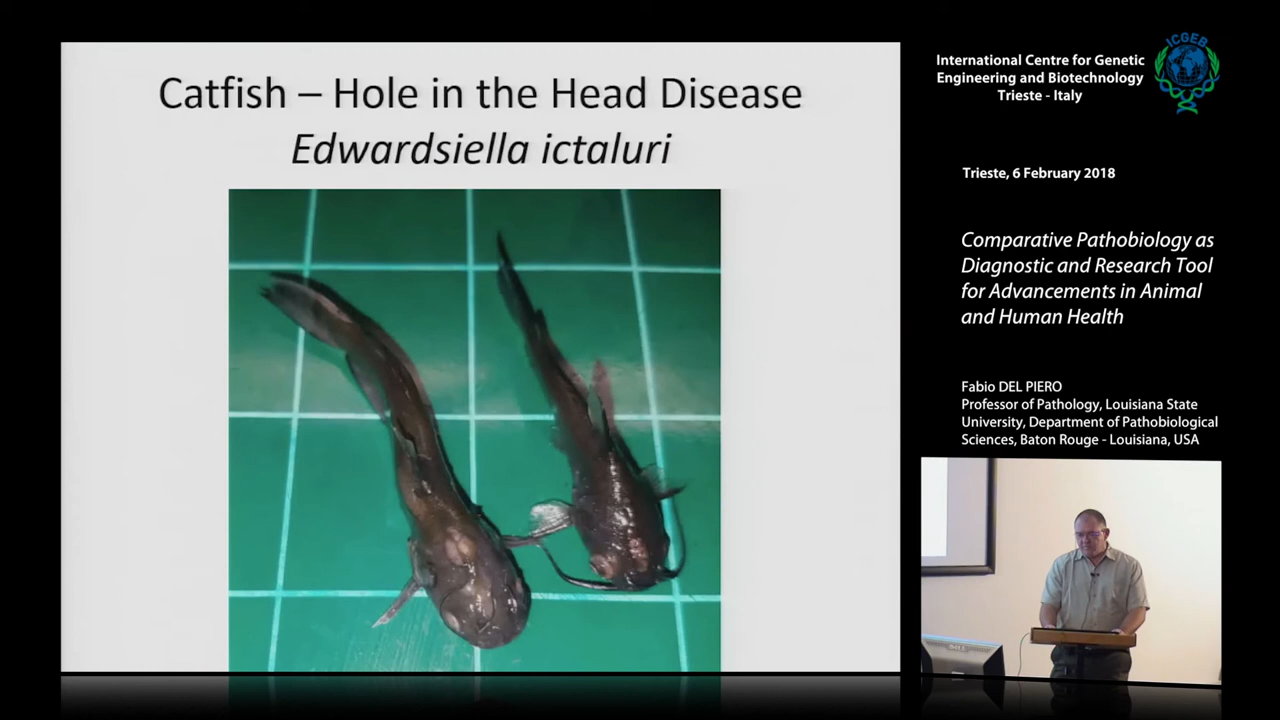 Catfish – Hole in the Head Disease
Edwardsiella ictaluri
International Centre for Genetic
Engineering and Biotechnology
Trieste - Italy
ICGEB
Trieste, 6 February 2018
Comparative Pathobiology as
Diagnostic and Research Tool
for Advancements in Animal
and Human Health
Fabio DEL PIERO
Professor of Pathology, Louisiana State
University, Department of Pathobiological
Sciences, Baton Rouge - Louisiana, USA
DELL